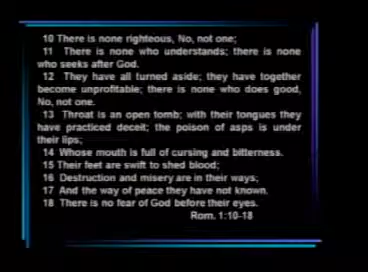 10 There is none righteous, No, not one;
11 There is none who understands; there is none
who seeks after God.
12 They have all turned aside; they have together
become unprofitable; there is none who does good,
No, not one.
13 Throat is an open tomb; with their tongues they
have practiced deceit; the poison of asps is under
their lips;
14 Whose mouth is full of cursing and bitterness.
15 Their feet are swift to shed blood;
16 Destruction and misery are in their ways;
17 And the way of peace they have not known.
18 There is no fear of God before their eyes.
Rom. 1:10-18